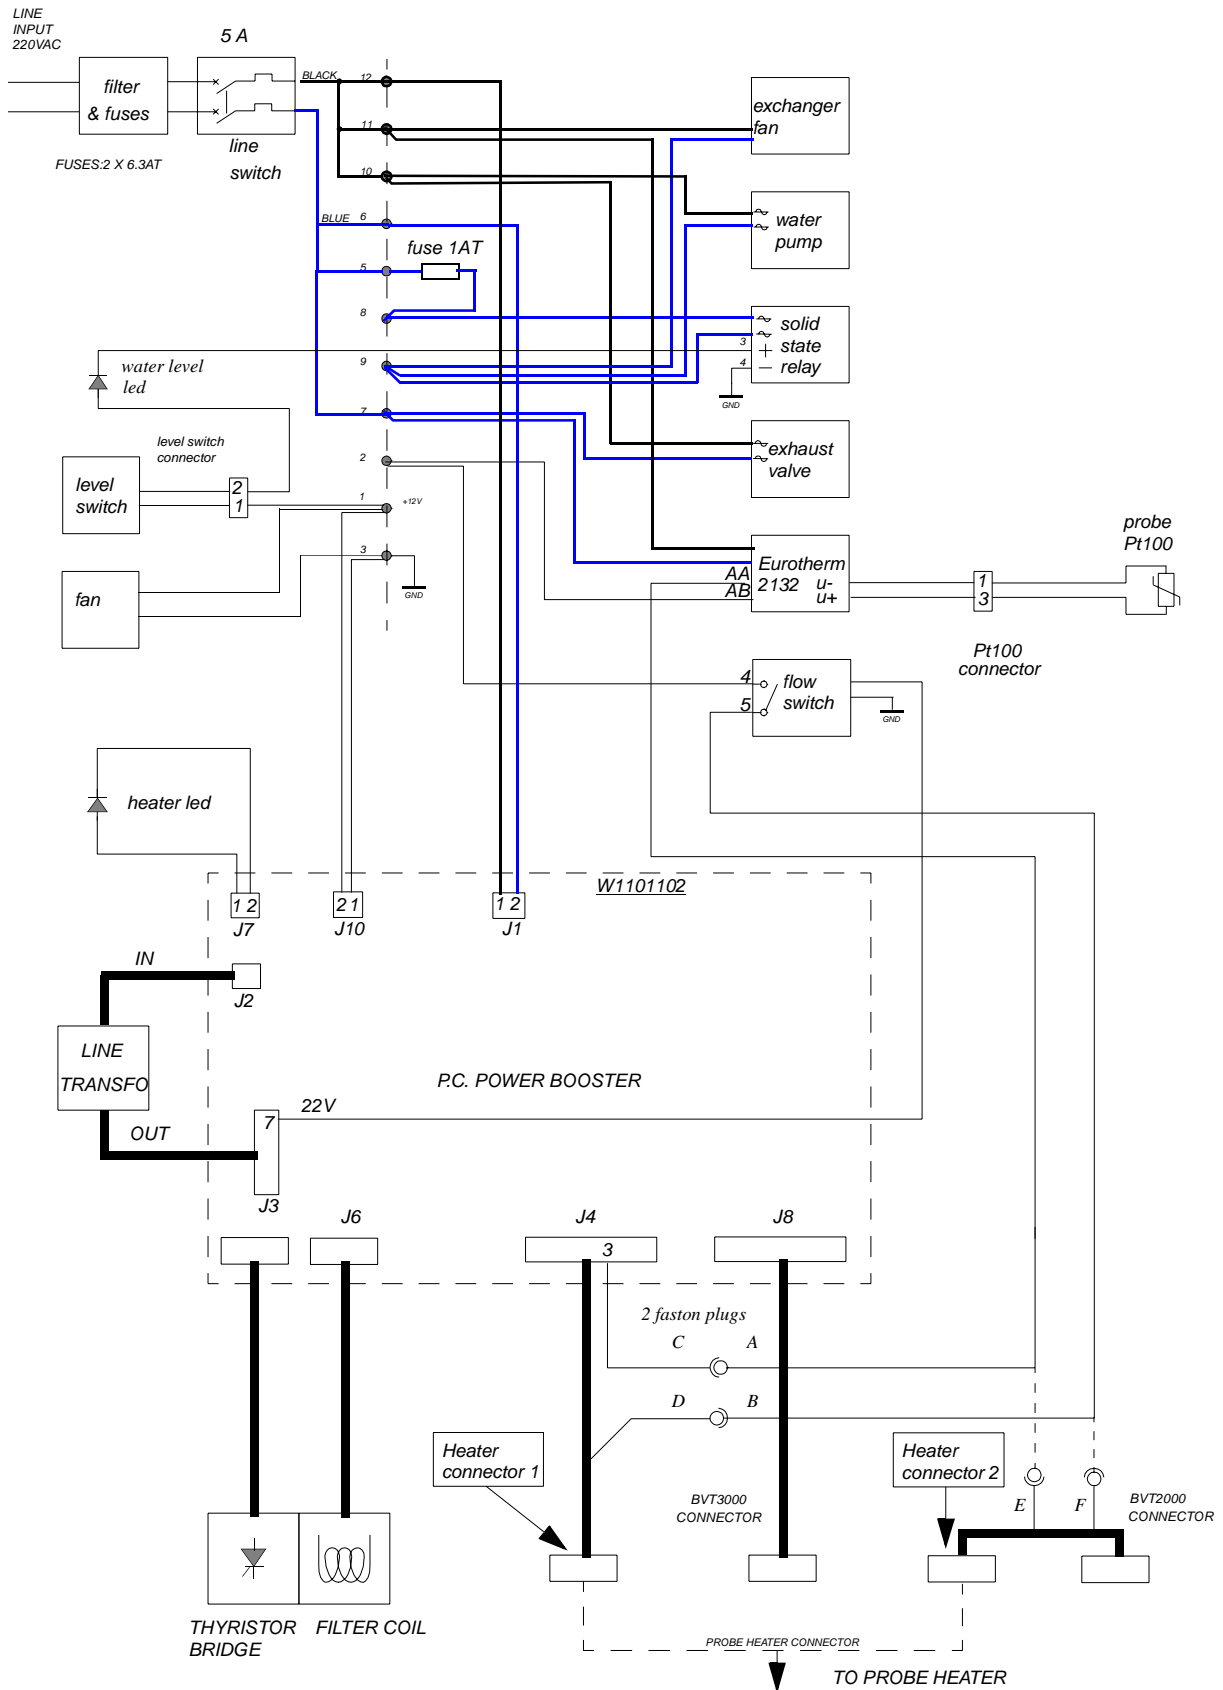 LINE
INPUT
220VAC
5 A
filter
& fuses
FUSES:2 X 6.3AT
line
switch
BLACK
12
11
10
BLUE
6
5
fuse 1AT
8
9
7
2
1
+12V
3
GND
exchanger
fan
water
pump
solid
state
relay
3
+
4
−
GND
exhaust
valve
water level
led
level switch
connector
level
switch
2
1
fan
Eurotherm
2132
u-
u+
AA
AB
1
3
Pt100
connector
probe
Pt100
4
5
flow
switch
GND
heater led
W1101102
1 2
J7
2 1
J10
1 2
J1
IN
J2
LINE
TRANSFO
OUT
P.C. POWER BOOSTER
22V
7
J3
J6
J4
3
J8
2 faston plugs
C
A
D
B
Heater
connector 1
Heater
connector 2
BVT3000
CONNECTOR
E
F
BVT2000
CONNECTOR
THYRISTOR
BRIDGE
FILTER COIL
PROBE HEATER CONNECTOR
TO PROBE HEATER